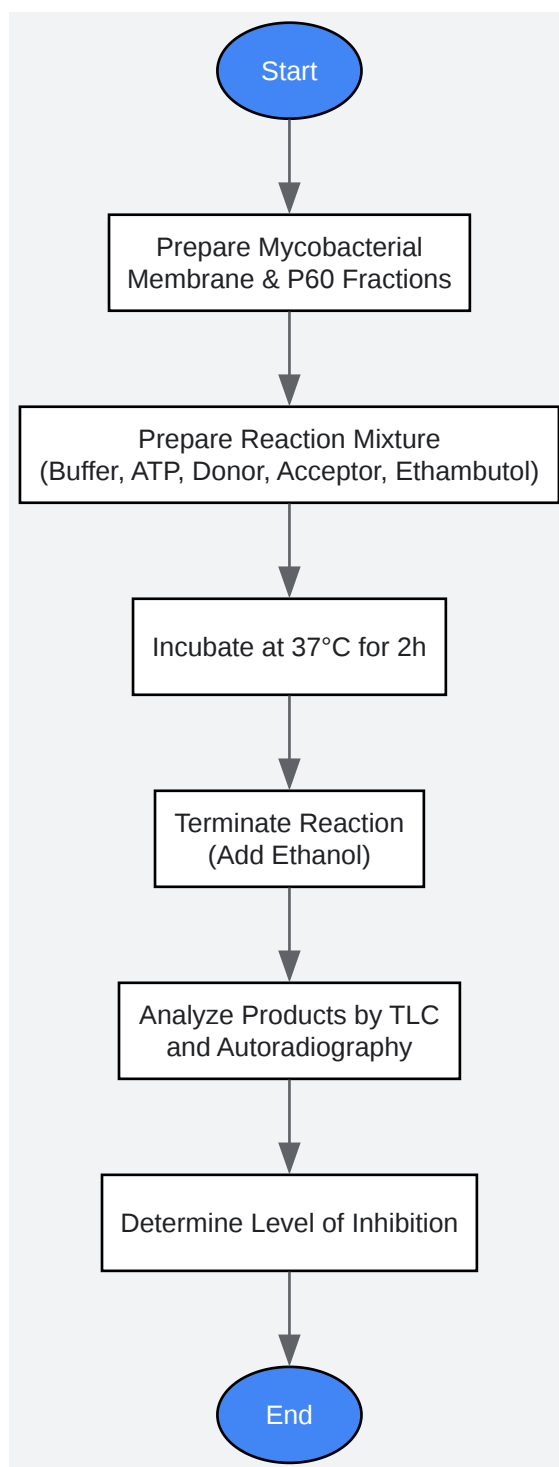 Start
Prepare Mycobacterial
Membrane & P60 Fractions
Prepare Reaction Mixture
(Buffer, ATP, Donor, Acceptor, Ethambutol)
Incubate at 37°C for 2h
Terminate Reaction
(Add Ethanol)
Analyze Products by TLC
and Autoradiography
Determine Level of Inhibition
End